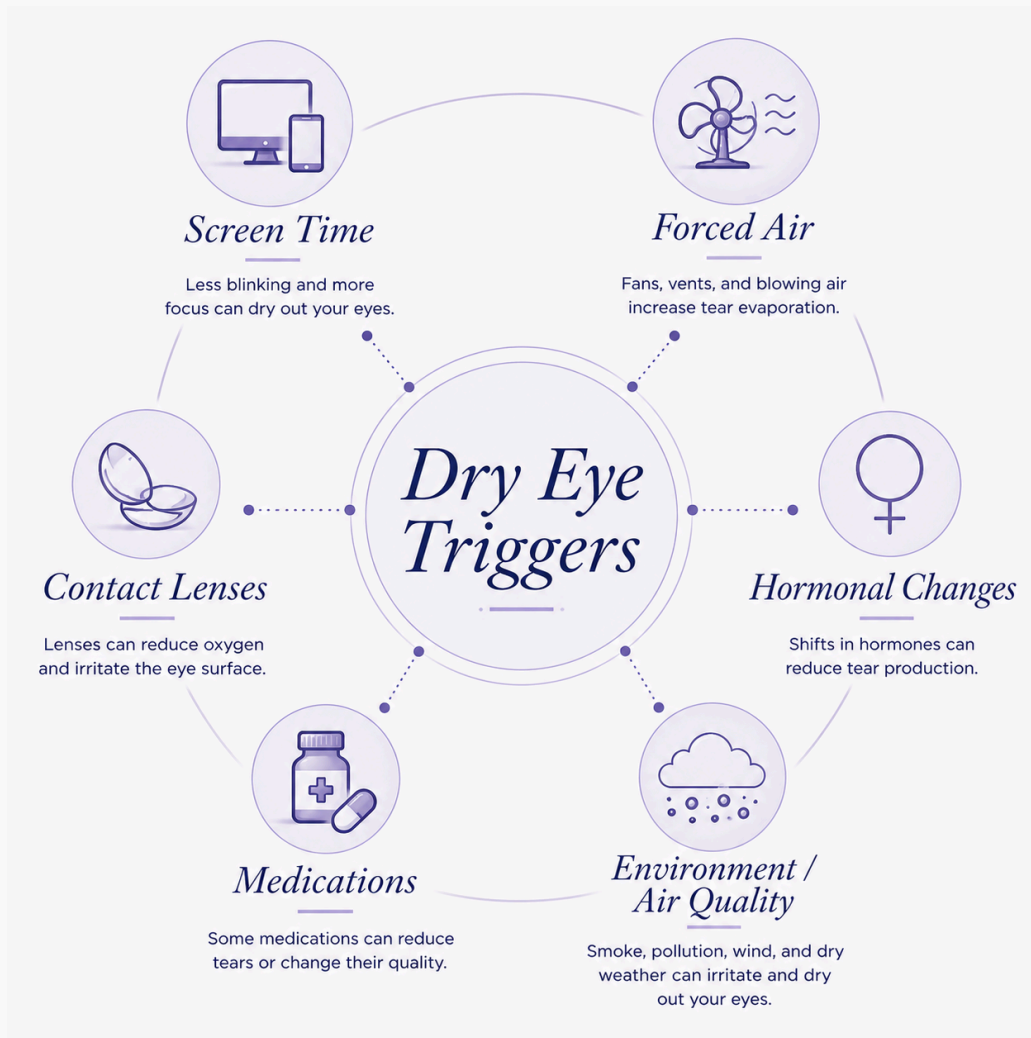 Screen Time
Less blinking and more
focus can dry out your eyes.
Forced Air
Fans, vents, and blowing air
increase tear evaporation.
Dry Eye
Triggers
Contact Lenses
Lenses can reduce oxygen
and irritate the eye surface.
Hormonal Changes
Shifts in hormones can
reduce tear production.
Medications
Some medications can reduce
tears or change their quality.
Environment /
Air Quality
Smoke, pollution, wind, and dry
weather can irritate and dry
out your eyes.